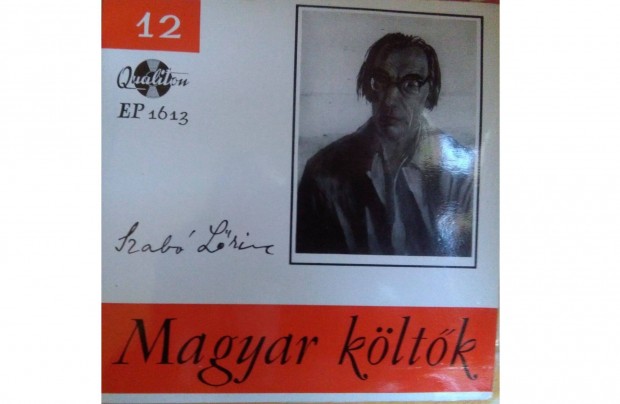 12
Qualiton
EP 1613
Szabó Lőrinc
Magyar költők